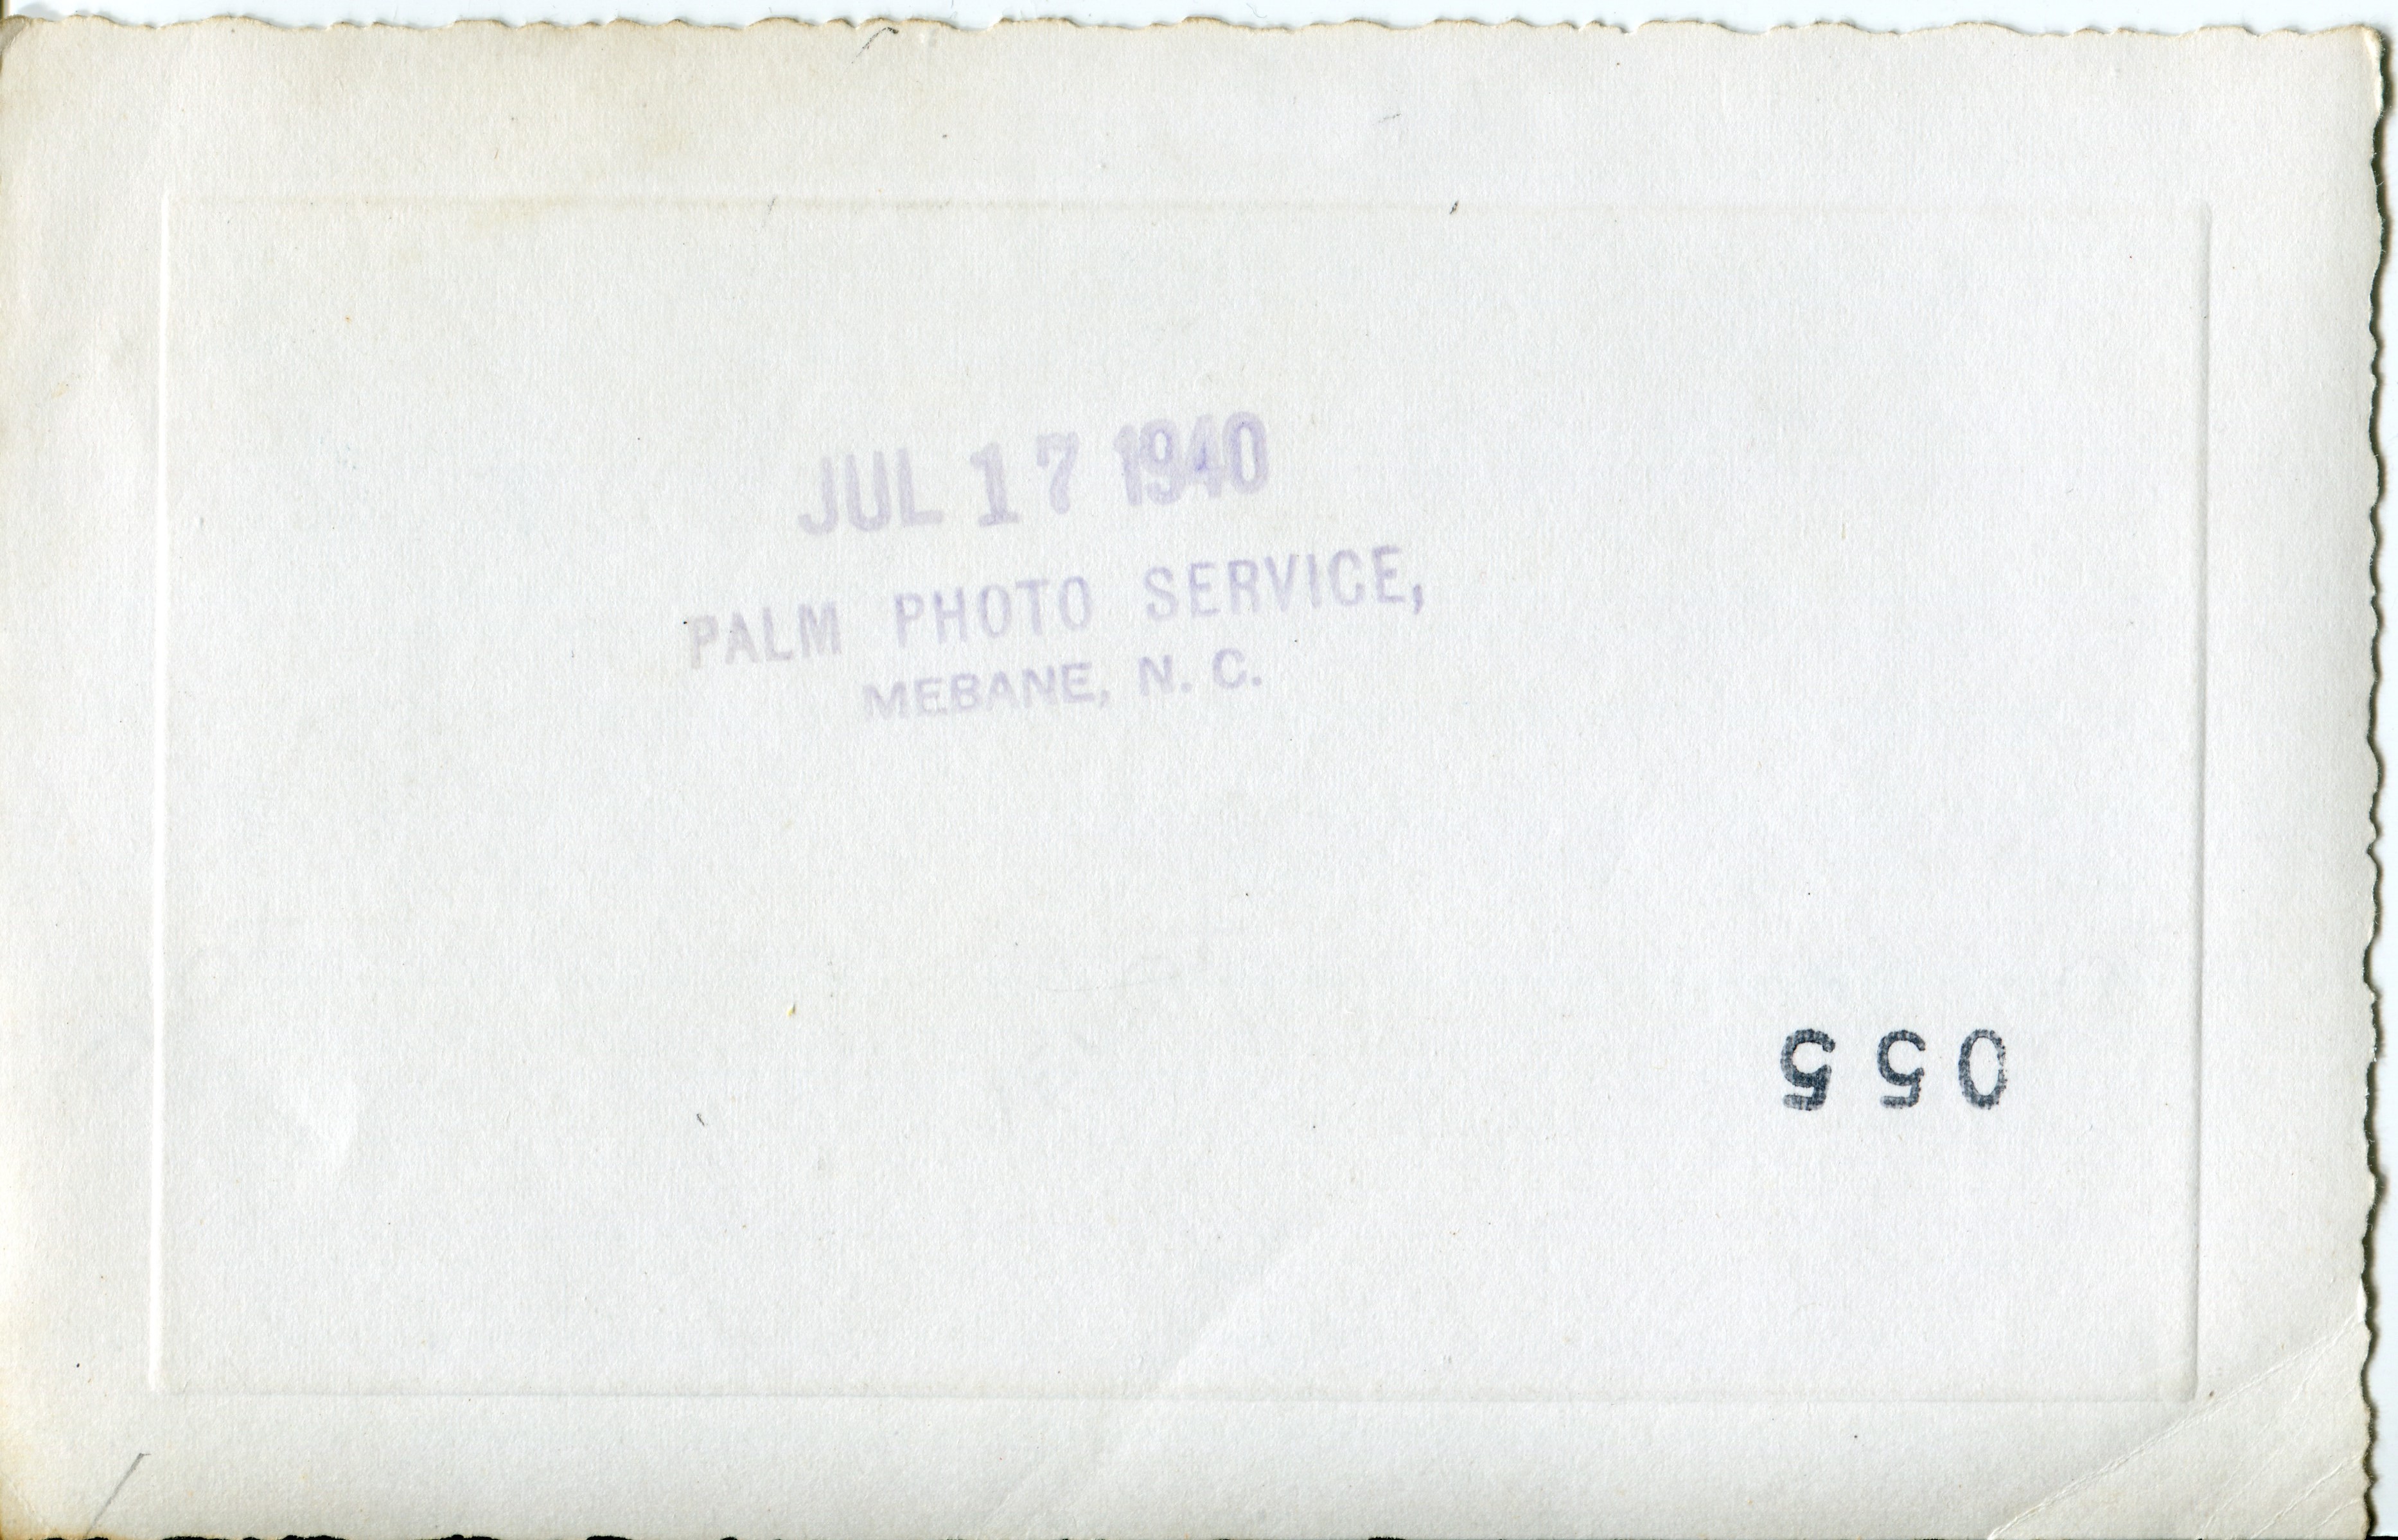 JUL 17 1940
PALM PHOTO SERVICE,
MEBANE, N. C.
055